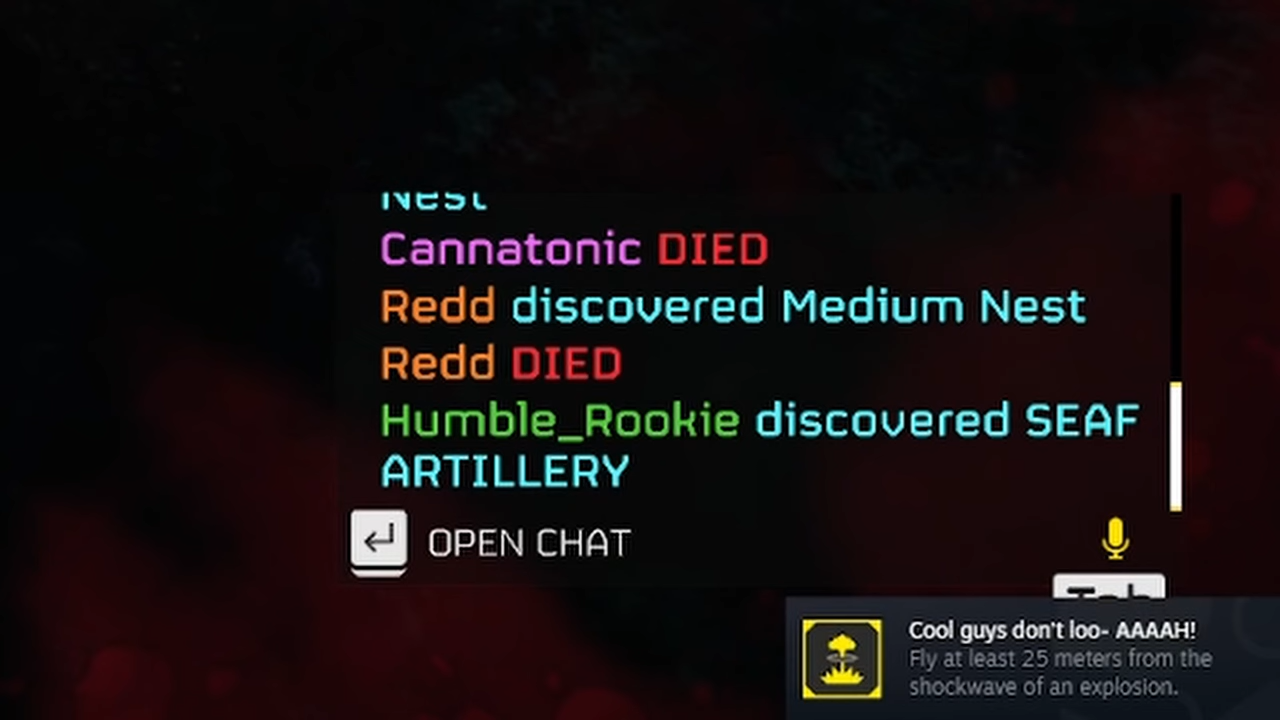 Nest
Cannatonic DIED
Redd discovered Medium Nest
Redd DIED
Humble_Rookie discovered SEAF
ARTILLERY
OPEN CHAT
Tab
Cool guys don't loo- AAAAH!
Fly at least 25 meters from the
shockwave of an explosion.